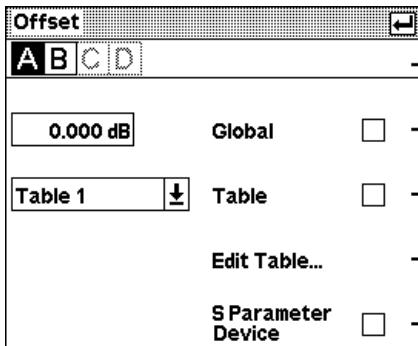 Offset
A B C D
0.000 dB Global
Table 1 Table
Edit Table...
S Parameter
Device